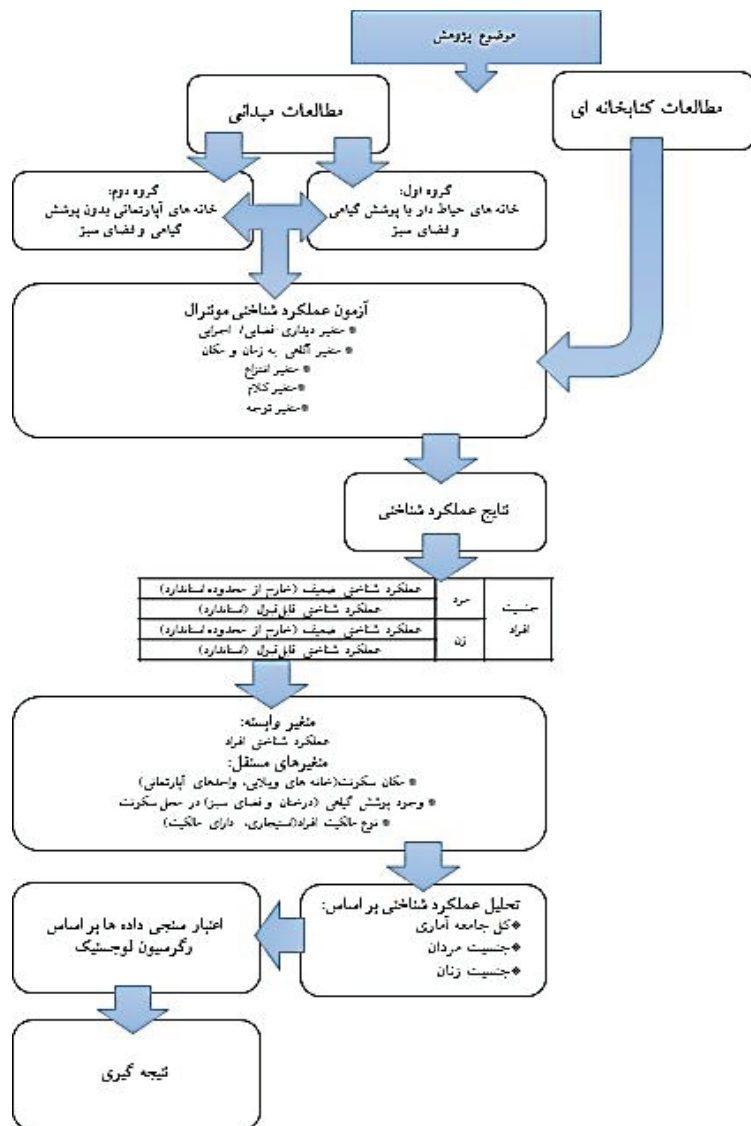 موضوع پژوهش
مطالعات کتابخانه ای
مطالعات میدانی
گروه اول:
خانه های حیاط دار با پوشش گیاهی
و فضای سبز
گروه دوم:
خانه های آپارتمانی بدون پوشش
گیاهی و فضای سبز
آزمون عملکرد شناختی مونترال
* متغیر دیداری-فضایی/ اجرایی
* متغیر آگاهی به زمان و مکان
* متغیر انتزاع
* متغیر کلام
* متغیر توجه
نتایج عملکرد شناختی
جنسیت
افراد
مرد
عملکرد شناختی ضعیف (خارج از محدوده استاندارد)
عملکرد شناختی قابل‌قبول (استاندارد)
زن
عملکرد شناختی ضعیف (خارج از محدوده استاندارد)
عملکرد شناختی قابل‌قبول (استاندارد)
متغیر وابسته:
عملکرد شناختی افراد
متغیرهای مستقل:
* مکان سکونت(خانه های ویلایی، واحدهای آپارتمانی)
* وجود پوشش گیاهی (درختان و فضای سبز) در محل سکونت
* نوع مالکیت افراد(استیجاری، دارای مالکیت)
تحلیل عملکرد شناختی بر اساس:
*کل جامعه آماری
*جنسیت مردان
*جنسیت زنان
اعتبار سنجی داده ها بر اساس
رگرسیون لوجستیک
نتیجه گیری